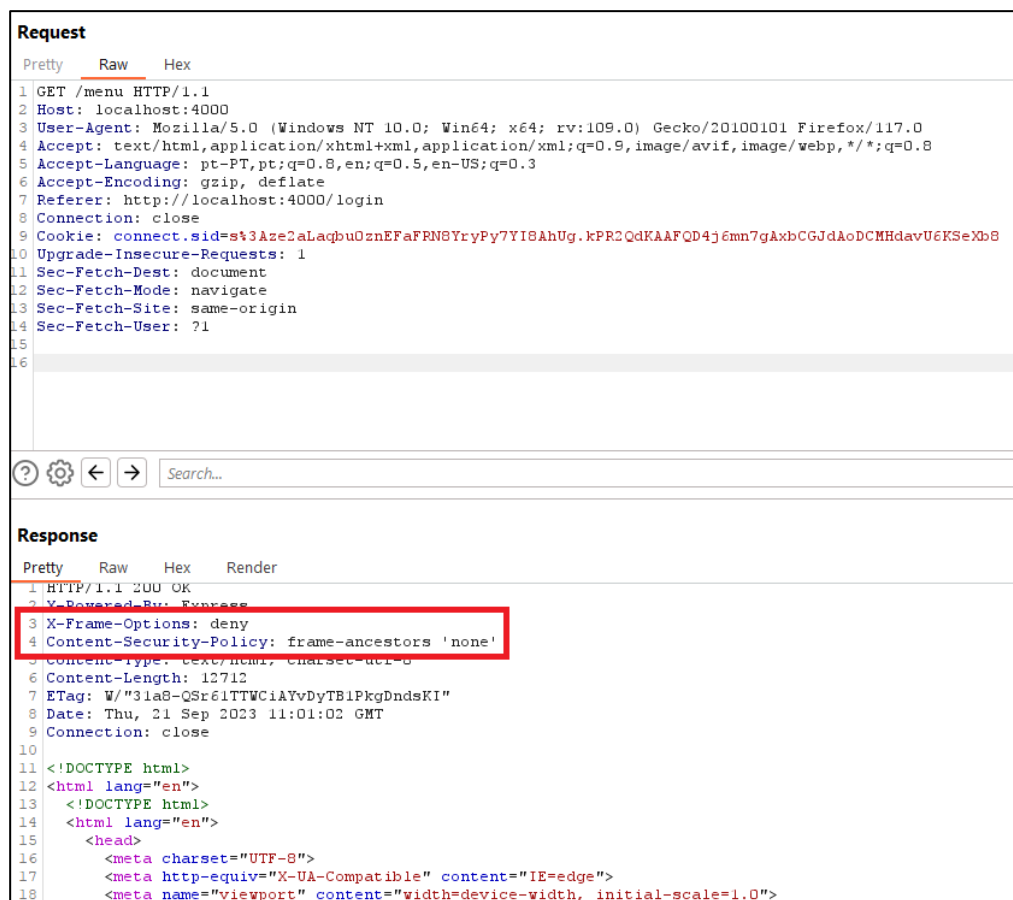 Request
Pretty Raw Hex
1 GET /menu HTTP/1.1
2 Host: localhost:4000
3 User-Agent: Mozilla/5.0 (Windows NT 10.0; Win64; x64; rv:109.0) Gecko/20100101 Firefox/117.0
4 Accept: text/html,application/xhtml+xml,application/xml;q=0.9,image/avif,image/webp,*/*;q=0.8
5 Accept-Language: pt-PT,pt;q=0.8,en;q=0.5,en-US;q=0.3
6 Accept-Encoding: gzip, deflate
7 Referer: http://localhost:4000/login
8 Connection: close
9 Cookie: connect.sid=s%3Aze2aLaqbuOznEFaFRN8YryPy7YI8AhUg.kPR2QdKAAFQD4j6mn7gAxbCGJdAoDCMHdavU6KSeXb8
10 Upgrade-Insecure-Requests: 1
11 Sec-Fetch-Dest: document
12 Sec-Fetch-Mode: navigate
13 Sec-Fetch-Site: same-origin
14 Sec-Fetch-User: ?1
15
16
Search...
Response
Pretty Raw Hex Render
1 HTTP/1.1 200 OK
2 X-Powered-By: Express
3 X-Frame-Options: deny
4 Content-Security-Policy: frame-ancestors 'none'
5 Content-Type: text/html; charset=utf-8
6 Content-Length: 12712
7 ETag: W/"31a8-QSr61TTWCiAYvDyTB1PkgDndsKI"
8 Date: Thu, 21 Sep 2023 11:01:02 GMT
9 Connection: close
10
11 <!DOCTYPE html>
12 <html lang="en">
13 <!DOCTYPE html>
14 <html lang="en">
15 <head>
16 <meta charset="UTF-8">
17 <meta http-equiv="X-UA-Compatible" content="IE=edge">
18 <meta name="viewport" content="width=device-width, initial-scale=1.0">